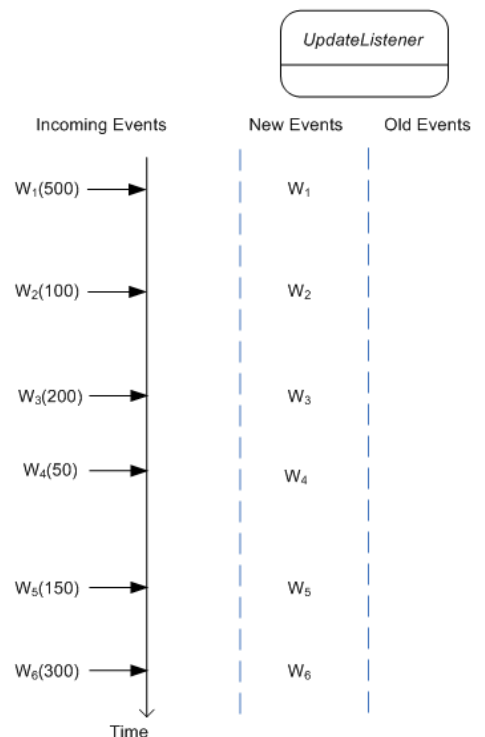 UpdateListener
Incoming Events New Events Old Events
W₁(500) W₁
W₂(100) W₂
W₃(200) W₃
W₄(50) W₄
W₅(150) W₅
W₆(300) W₆
Time